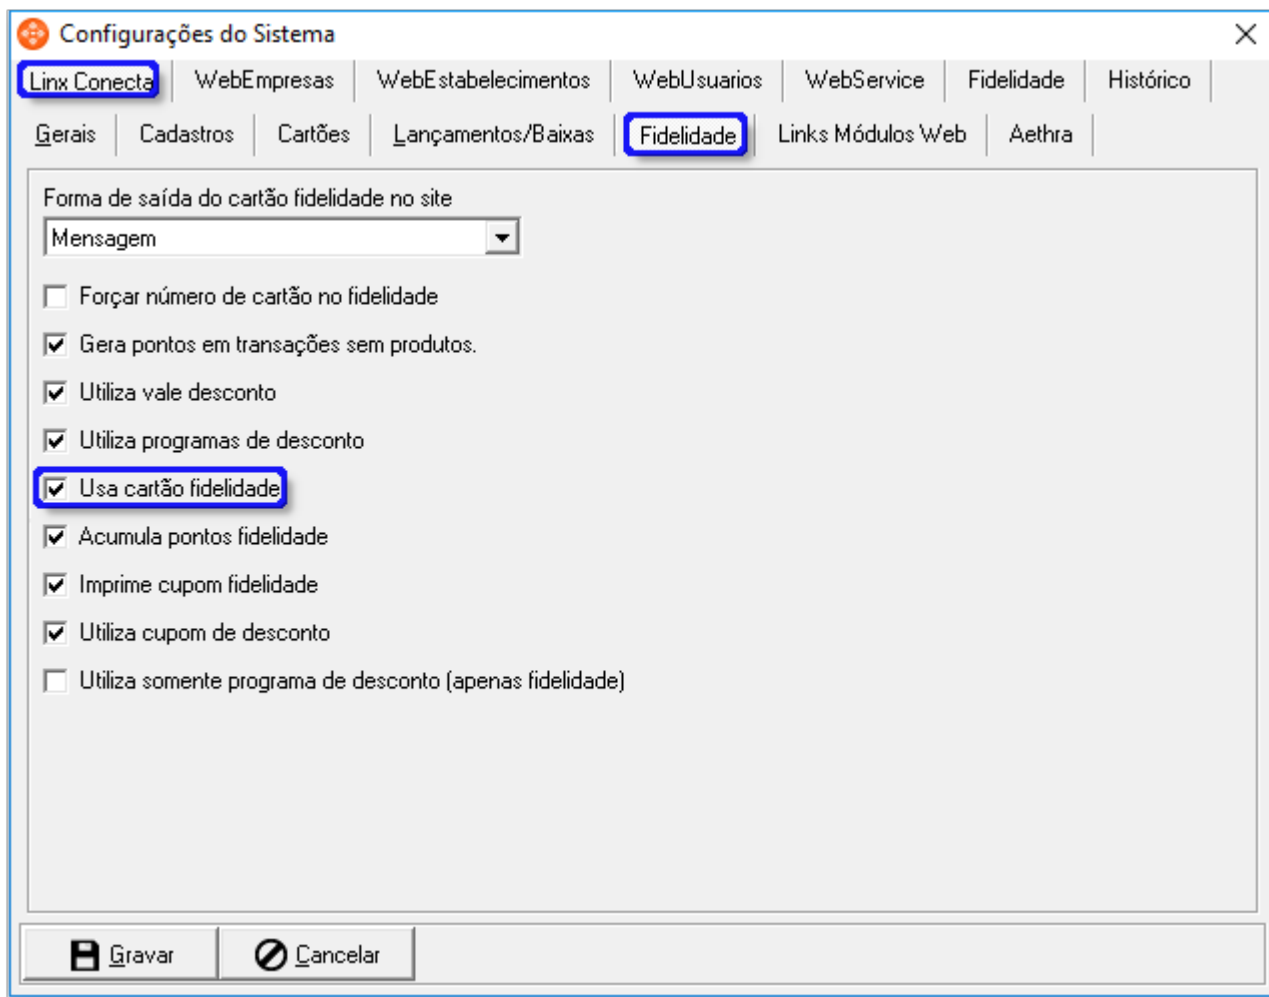 Configurações do Sistema
Linx Conecta WebEmpresas WebEstabelecimentos WebUsuarios WebService Fidelidade Histórico
Gerais Cadastros Cartões Lançamentos/Baixas Fidelidade Links Módulos Web Aethra
Forma de saída do cartão fidelidade no site
Mensagem
Forçar número de cartão no fidelidade
Gera pontos em transações sem produtos.
Utiliza vale desconto
Utiliza programas de desconto
Usa cartão fidelidade
Acumula pontos fidelidade
Imprime cupom fidelidade
Utiliza cupom de desconto
Utiliza somente programa de desconto (apenas fidelidade)
Gravar Cancelar